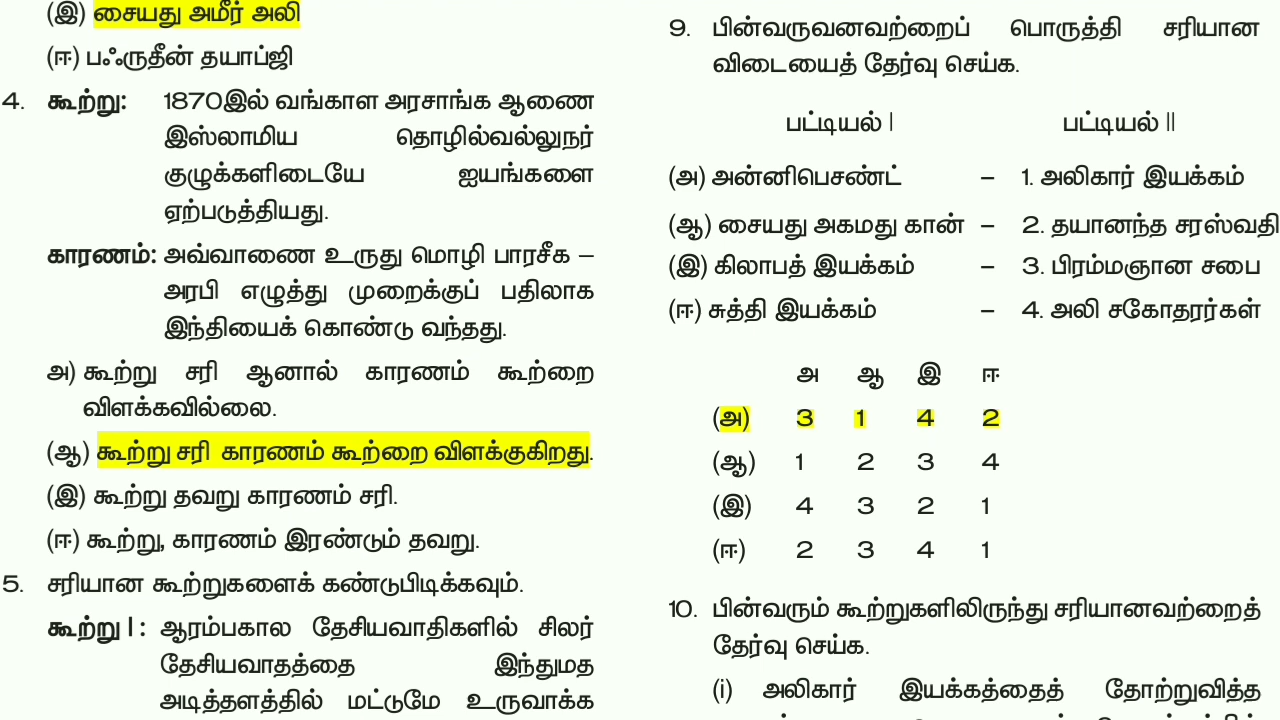 (இ) சையது அமீர் அலி
(ஈ) பஃருதீன் தயாப்ஜி
4. கூற்று: 1870இல் வங்காள அரசாங்க ஆணை
இஸ்லாமிய தொழில்வல்லுநர்
குழுக்களிடையே ஐயங்களை
ஏற்படுத்தியது.
காரணம்: அவ்வாணை உருது மொழி பாரசீக –
அரபி எழுத்து முறைக்குப் பதிலாக
இந்தியைக் கொண்டு வந்தது.
அ) கூற்று சரி ஆனால் காரணம் கூற்றை
விளக்கவில்லை.
(ஆ) கூற்று சரி காரணம் கூற்றை விளக்குகிறது.
(இ) கூற்று தவறு காரணம் சரி.
(ஈ) கூற்று, காரணம் இரண்டும் தவறு.
5. சரியான கூற்றுகளைக் கண்டுபிடிக்கவும்.
கூற்று I : ஆரம்பகால தேசியவாதிகளில் சிலர்
தேசியவாதத்தை இந்துமத
அடித்தளத்தில் மட்டுமே உருவாக்க
9. பின்வருவனவற்றைப் பொருத்தி சரியான
விடையைத் தேர்வு செய்க.
பட்டியல் I பட்டியல் II
(அ) அன்னிபெசண்ட் – 1. அலிகார் இயக்கம்
(ஆ) சையது அகமது கான் – 2. தயானந்த சரஸ்வதி
(இ) கிலாபத் இயக்கம் – 3. பிரம்மஞான சபை
(ஈ) சுத்தி இயக்கம் – 4. அலி சகோதரர்கள்
அ ஆ இ ஈ
(அ) 3 1 4 2
(ஆ) 1 2 3 4
(இ) 4 3 2 1
(ஈ) 2 3 4 1
10. பின்வரும் கூற்றுகளிலிருந்து சரியானவற்றைத்
தேர்வு செய்க.
(i) அலிகார் இயக்கத்தைத் தோற்றுவித்த